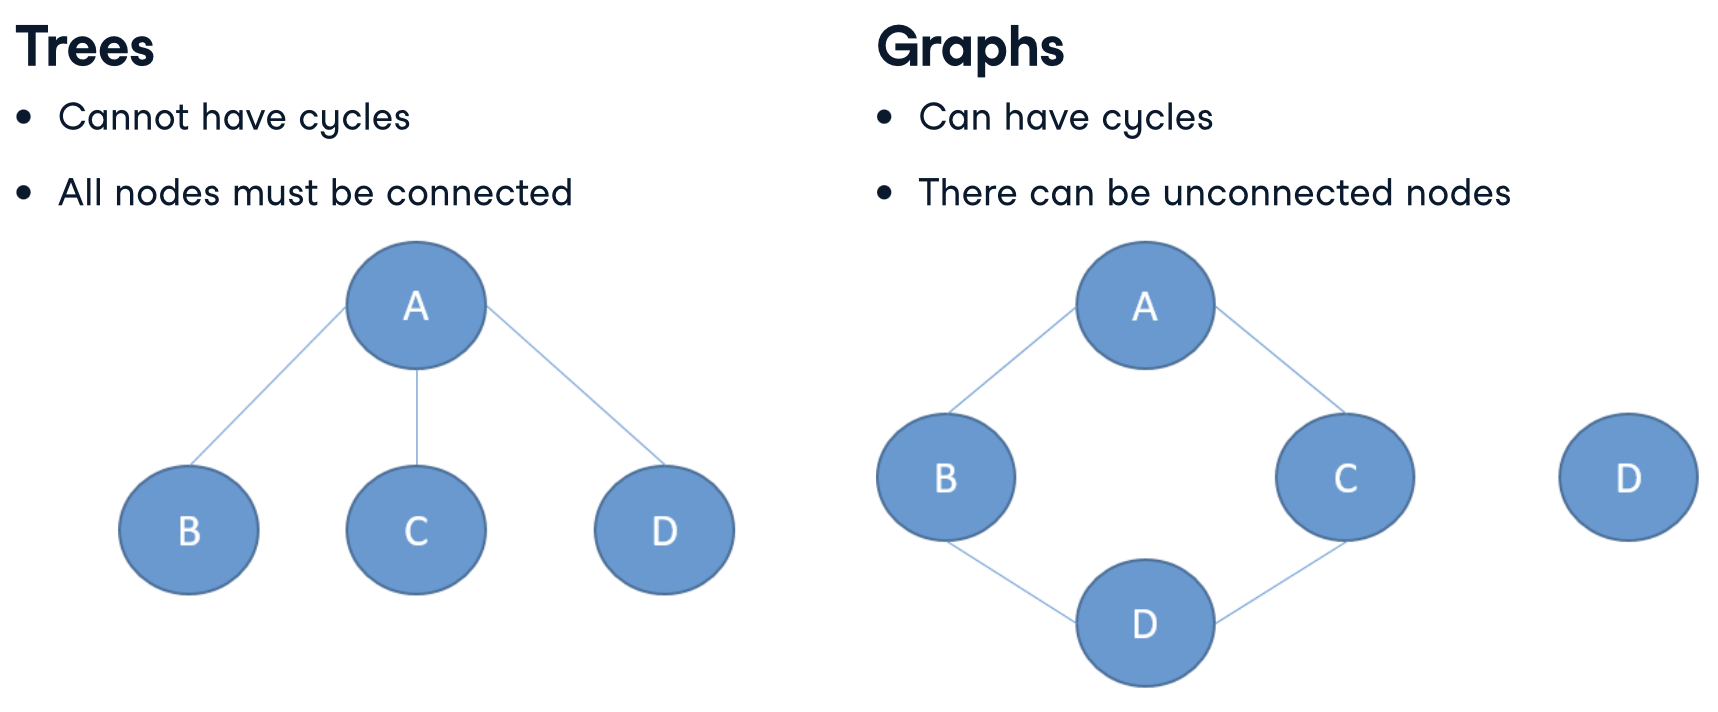 Trees
• Cannot have cycles
• All nodes must be connected
A
B
C
D
Graphs
• Can have cycles
• There can be unconnected nodes
A
B
C
D
D